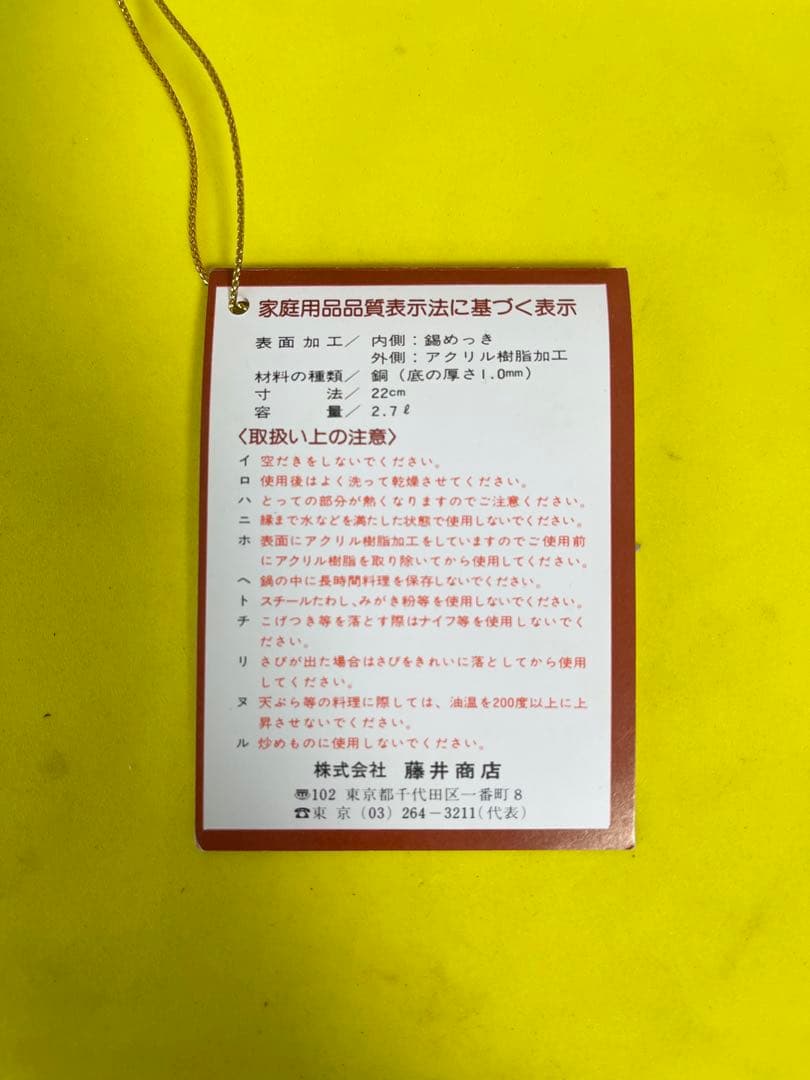 家庭用品品質表示法に基づく表示
表面加工／ 内側：錫めっき
外側：アクリル樹脂加工
材料の種類／ 銅（底の厚さ1.0mm）
寸法／ 22cm
容量／ 2.7ℓ
〈取扱い上の注意〉
イ 空だきをしないでください。
ロ 使用後はよく洗って乾燥させてください。
ハ とっての部分が熱くなりますのでご注意ください。
ニ 縁まで水などを満たした状態で使用しないでください。
ホ 表面にアクリル樹脂加工をしていますのでご使用前
にアクリル樹脂を取り除いてから使用してください。
ヘ 鍋の中に長時間料理を保存しないでください。
ト スチールたわし、みがき粉等を使用しないでください。
チ こげつき等を落とす際はナイフ等を使用しないでく
ださい。
リ さびが出た場合はさびをきれいに落としてから使用
してください。
ヌ 天ぷら等の料理に際しては、油温を200度以上に上
昇させないでください。
ル 炒めものに使用しないでください。
株式会社 藤井商店
〠102 東京都千代田区一番町8
☎東京（03）264－3211（代表）